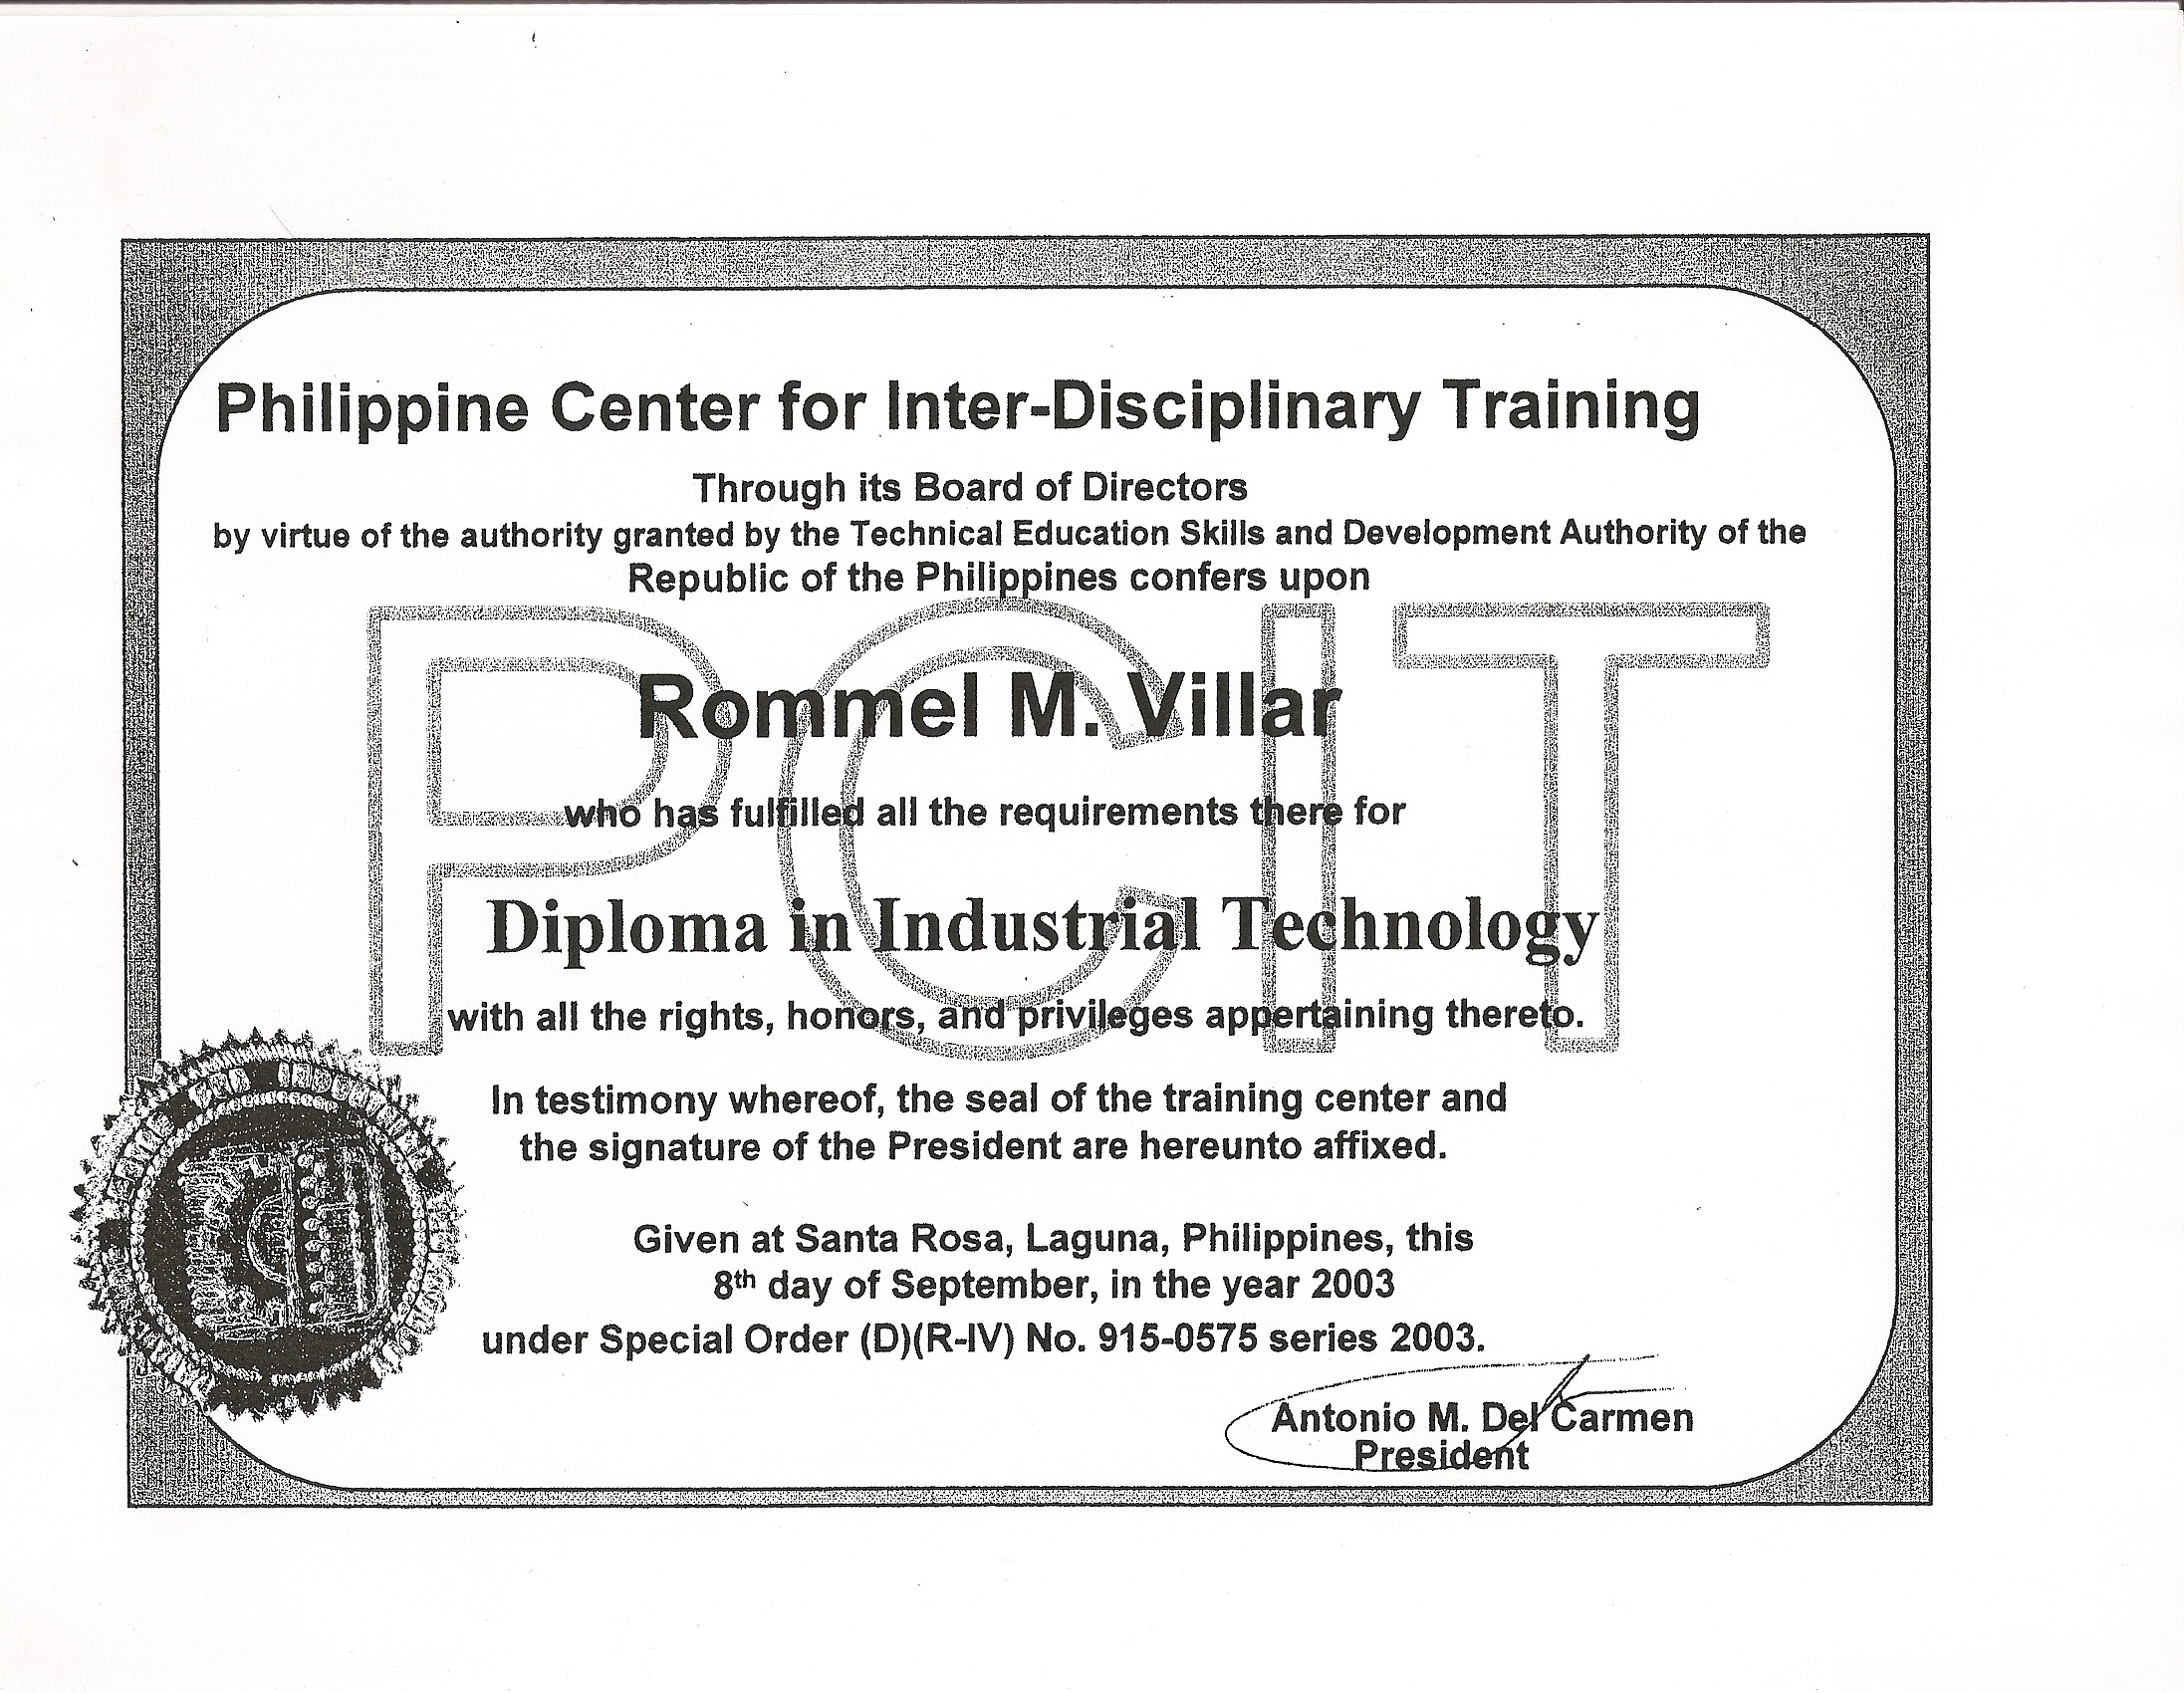 Philippine Center for Inter-Disciplinary Training
Through its Board of Directors
by virtue of the authority granted by the Technical Education Skills and Development Authority of the
Republic of the Philippines confers upon
PCIT
Rommel M. Villar
who has fulfilled all the requirements there for
Diploma in Industrial Technology
with all the rights, honors, and privileges appertaining thereto.
In testimony whereof, the seal of the training center and
the signature of the President are hereunto affixed.
Given at Santa Rosa, Laguna, Philippines, this
8th day of September, in the year 2003
under Special Order (D)(R-IV) No. 915-0575 series 2003.
Antonio M. Del Carmen
President